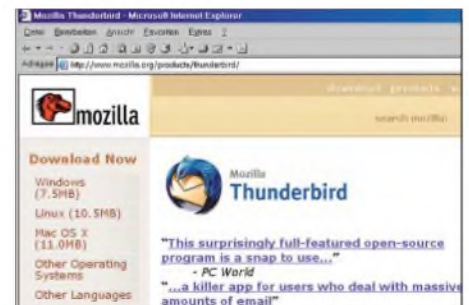 Mozilla Thunderbird - Microsoft Internet Explorer
Datei Bearbeiten Ansicht Favoriten Extras ?
http://www.mozilla.org/products/thunderbird/
download products
search mozilla:
mozilla
Download Now
Windows
(7.5MB)
Linux (10.5MB)
Mac OS X
(11.0MB)
Other Operating
Systems
Other Languages
Mozilla
Thunderbird
"This surprisingly full-featured open-source
program is a snap to use..."
- PC World
"...a killer app for users who deal with massive
amounts of email"